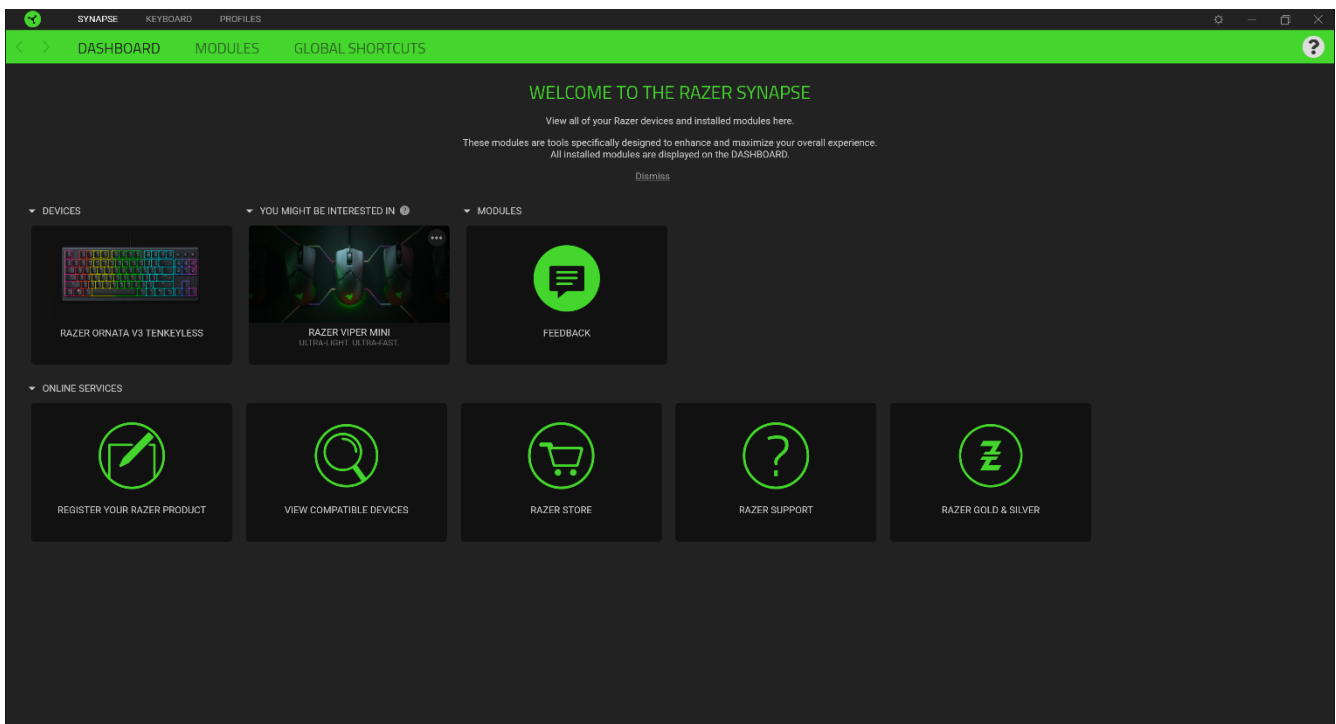 SYNAPSE KEYBOARD PROFILES
DASHBOARD MODULES GLOBAL SHORTCUTS
WELCOME TO THE RAZER SYNAPSE
View all of your Razer devices and installed modules here.
These modules are tools specifically designed to enhance and maximize your overall experience.
All installed modules are displayed on the DASHBOARD.
Dismiss
DEVICES
YOU MIGHT BE INTERESTED IN
MODULES
RAZER ORNATA V3 TENKEYLESS
RAZER VIPER MINI
ULTRA-LIGHT. ULTRA-FAST.
FEEDBACK
ONLINE SERVICES
REGISTER YOUR RAZER PRODUCT
VIEW COMPATIBLE DEVICES
RAZER STORE
RAZER SUPPORT
RAZER GOLD & SILVER